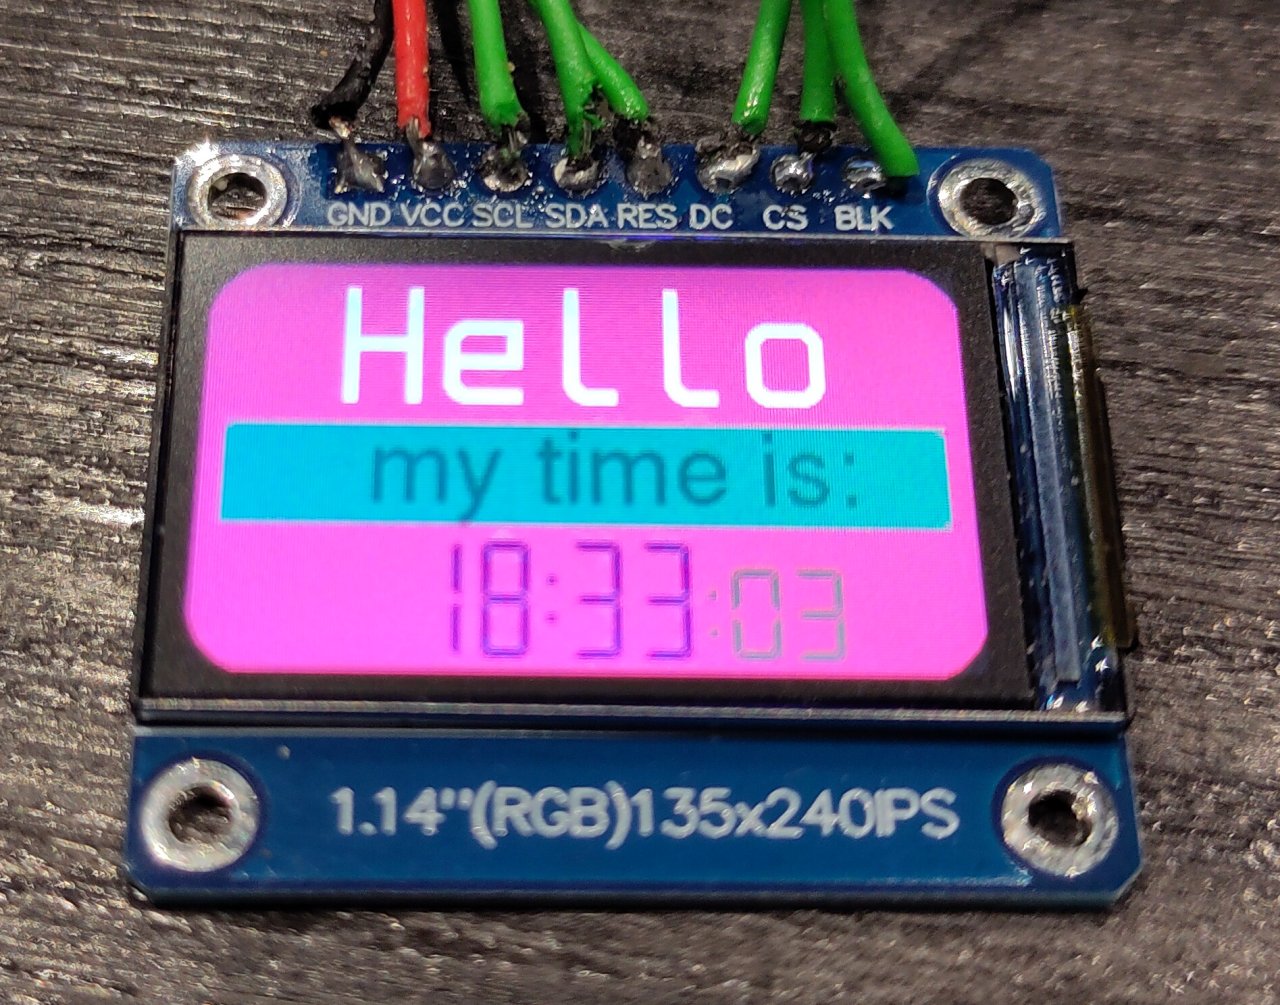 GND VCC SCL SDA RES DC CS BLK
Hello
my time is:
18:33:03
1.14"(RGB)135x240IPS